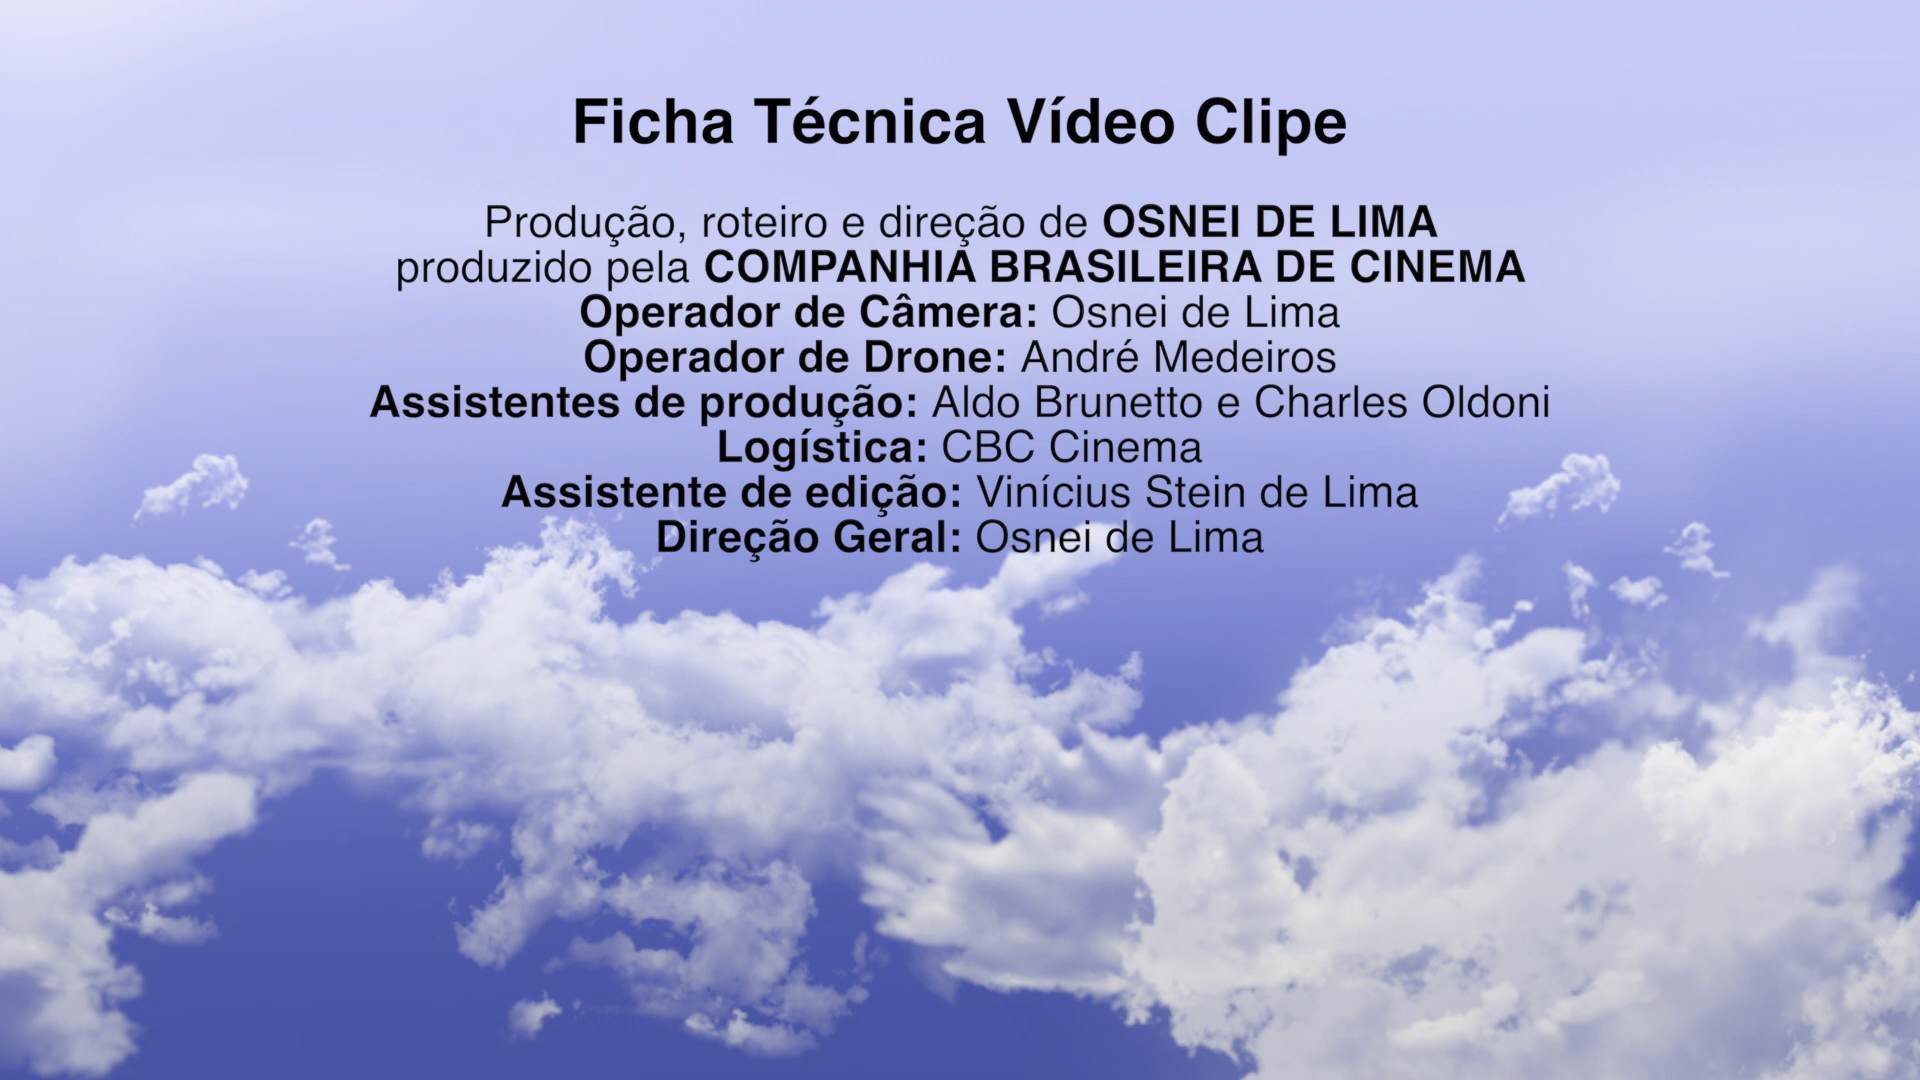 Ficha Técnica Vídeo Clipe
Produção, roteiro e direção de OSNEI DE LIMA
produzido pela COMPANHIA BRASILEIRA DE CINEMA
Operador de Câmera: Osnei de Lima
Operador de Drone: André Medeiros
Assistentes de produção: Aldo Brunetto e Charles Oldoni
Logística: CBC Cinema
Assistente de edição: Vinícius Stein de Lima
Direção Geral: Osnei de Lima